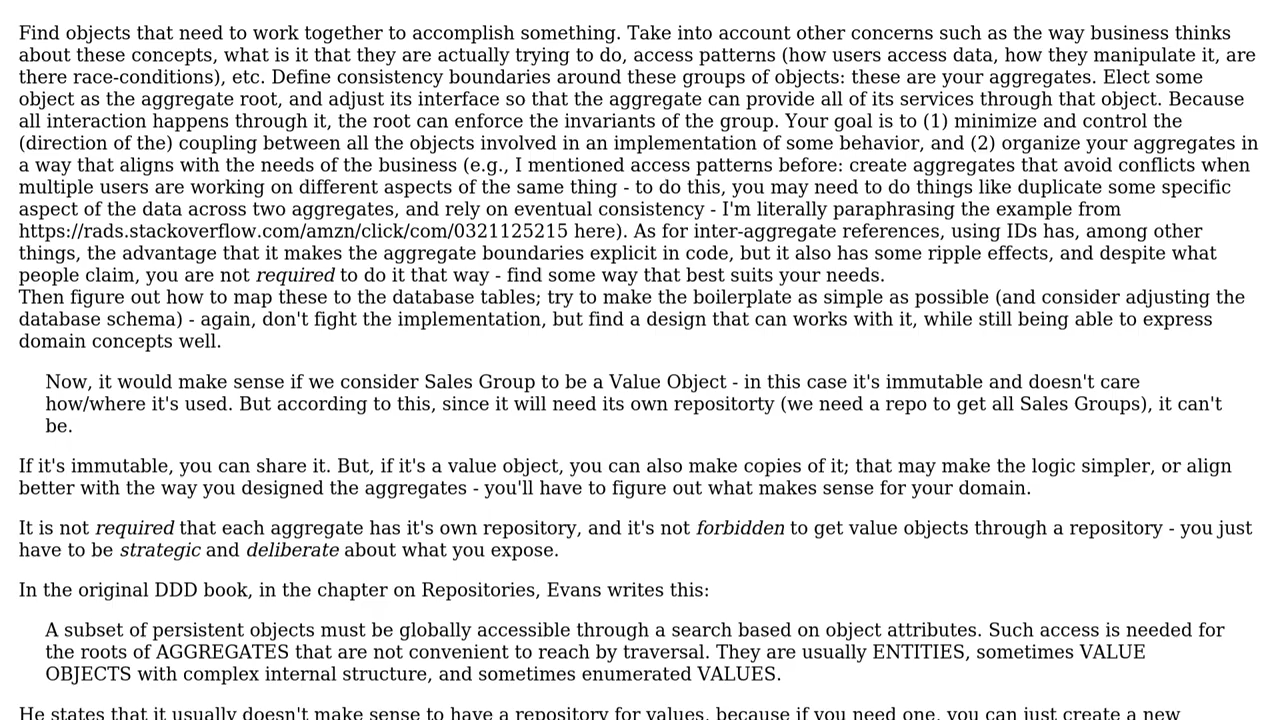 Find objects that need to work together to accomplish something. Take into account other concerns such as the way business thinks
about these concepts, what is it that they are actually trying to do, access patterns (how users access data, how they manipulate it, are
there race-conditions), etc. Define consistency boundaries around these groups of objects: these are your aggregates. Elect some
object as the aggregate root, and adjust its interface so that the aggregate can provide all of its services through that object. Because
all interaction happens through it, the root can enforce the invariants of the group. Your goal is to (1) minimize and control the
(direction of the) coupling between all the objects involved in an implementation of some behavior, and (2) organize your aggregates in
a way that aligns with the needs of the business (e.g., I mentioned access patterns before: create aggregates that avoid conflicts when
multiple users are working on different aspects of the same thing - to do this, you may need to do things like duplicate some specific
aspect of the data across two aggregates, and rely on eventual consistency - I'm literally paraphrasing the example from
https://rads.stackoverflow.com/amzn/click/com/0321125215 here). As for inter-aggregate references, using IDs has, among other
things, the advantage that it makes the aggregate boundaries explicit in code, but it also has some ripple effects, and despite what
people claim, you are not required to do it that way - find some way that best suits your needs.
Then figure out how to map these to the database tables; try to make the boilerplate as simple as possible (and consider adjusting the
database schema) - again, don't fight the implementation, but find a design that can works with it, while still being able to express
domain concepts well.
Now, it would make sense if we consider Sales Group to be a Value Object - in this case it's immutable and doesn't care
how/where it's used. But according to this, since it will need its own repositorty (we need a repo to get all Sales Groups), it can't
be.
If it's immutable, you can share it. But, if it's a value object, you can also make copies of it; that may make the logic simpler, or align
better with the way you designed the aggregates - you'll have to figure out what makes sense for your domain.
It is not required that each aggregate has it's own repository, and it's not forbidden to get value objects through a repository - you just
have to be strategic and deliberate about what you expose.
In the original DDD book, in the chapter on Repositories, Evans writes this:
A subset of persistent objects must be globally accessible through a search based on object attributes. Such access is needed for
the roots of AGGREGATES that are not convenient to reach by traversal. They are usually ENTITIES, sometimes VALUE
OBJECTS with complex internal structure, and sometimes enumerated VALUES.
He states that it usually doesn't make sense to have a repository for values, because if you need one, you can just create a new